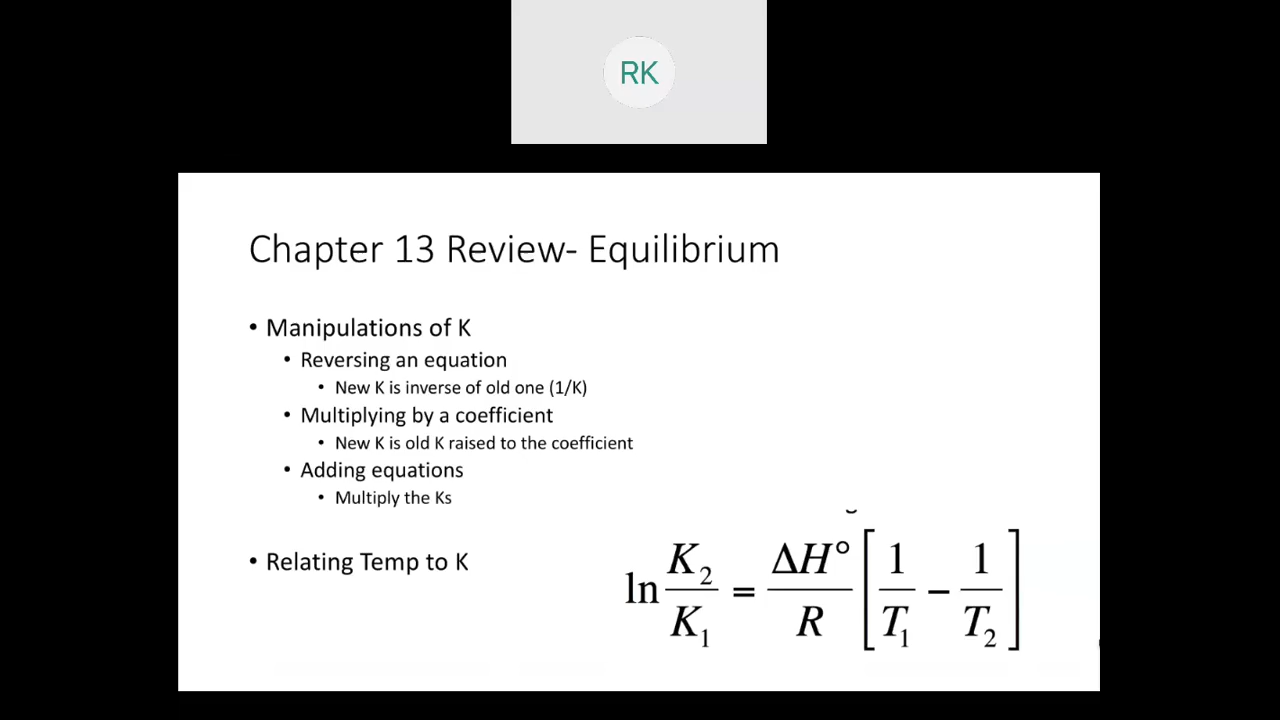 RK
Chapter 13 Review- Equilibrium
• Manipulations of K
• Reversing an equation
• New K is inverse of old one (1/K)
• Multiplying by a coefficient
• New K is old K raised to the coefficient
• Adding equations
• Multiply the Ks
• Relating Temp to K
ln K₂/K₁ = ΔH°/R [1/T₁ − 1/T₂]